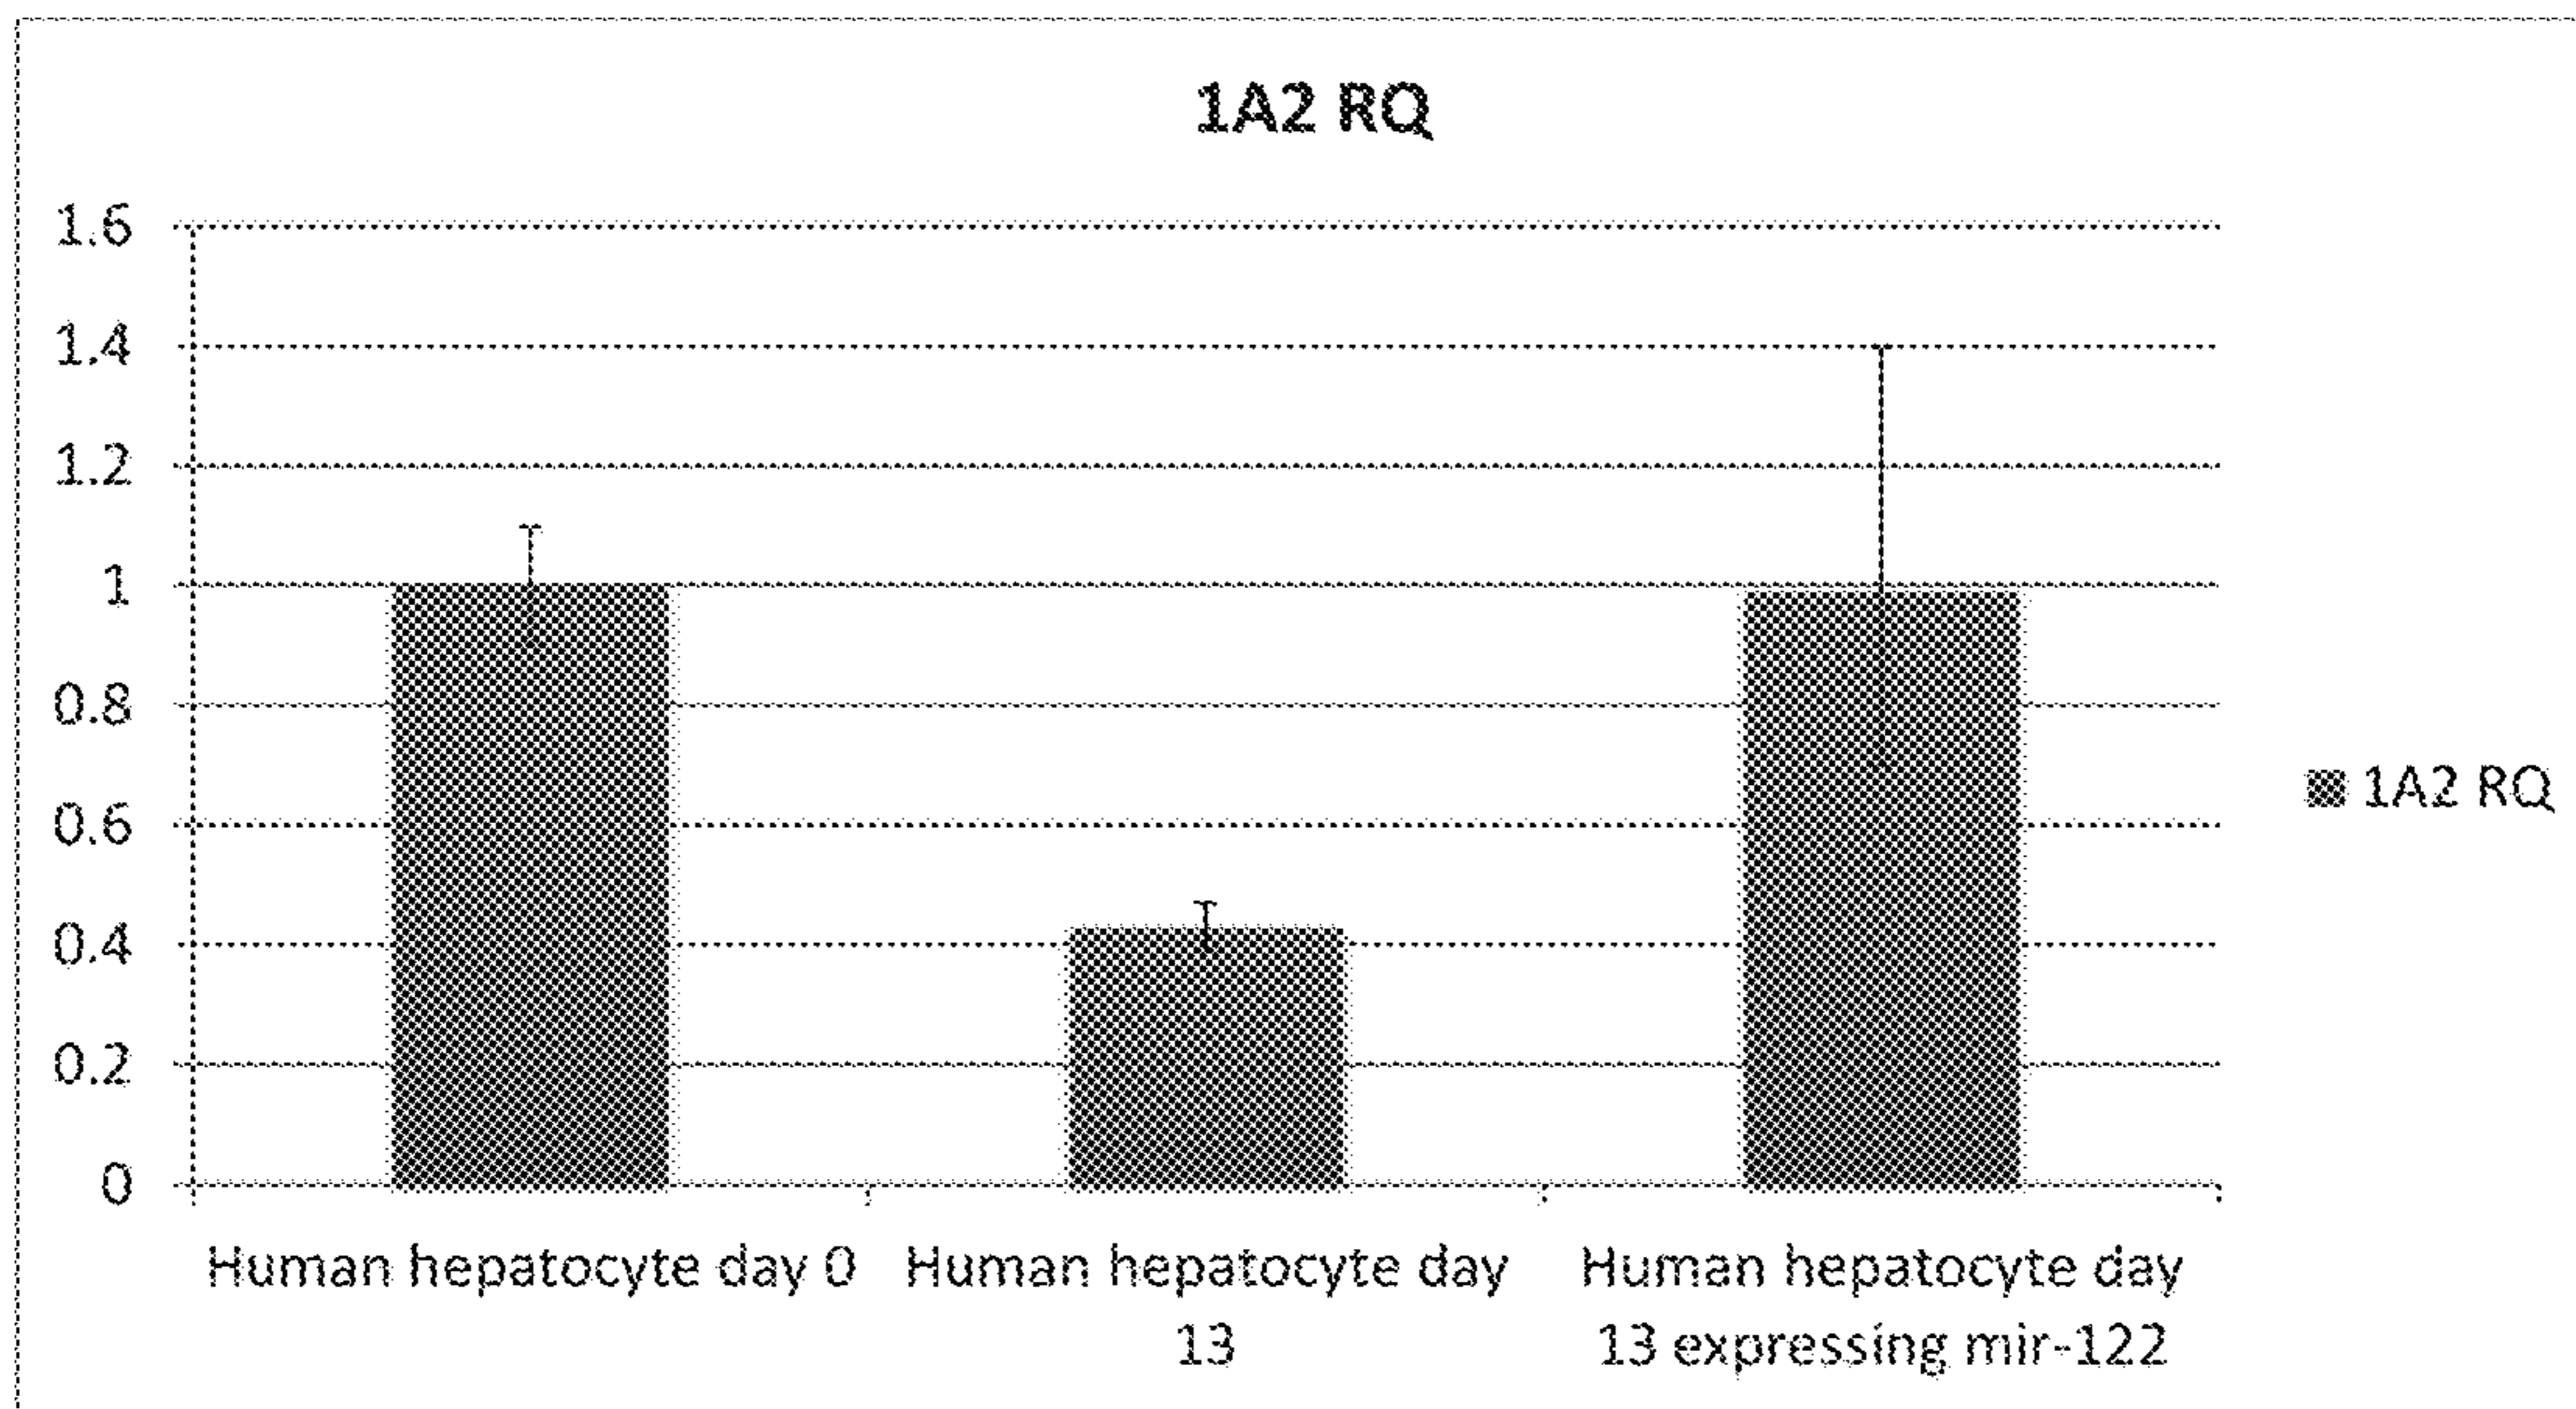 1A2 RQ
1.6
1.4
1.2
1
0.8
0.6
0.4
0.2
0
1A2 RQ
Human hepatocyte day 0
Human hepatocyte day
13
Human hepatocyte day
13 expressing mir-122